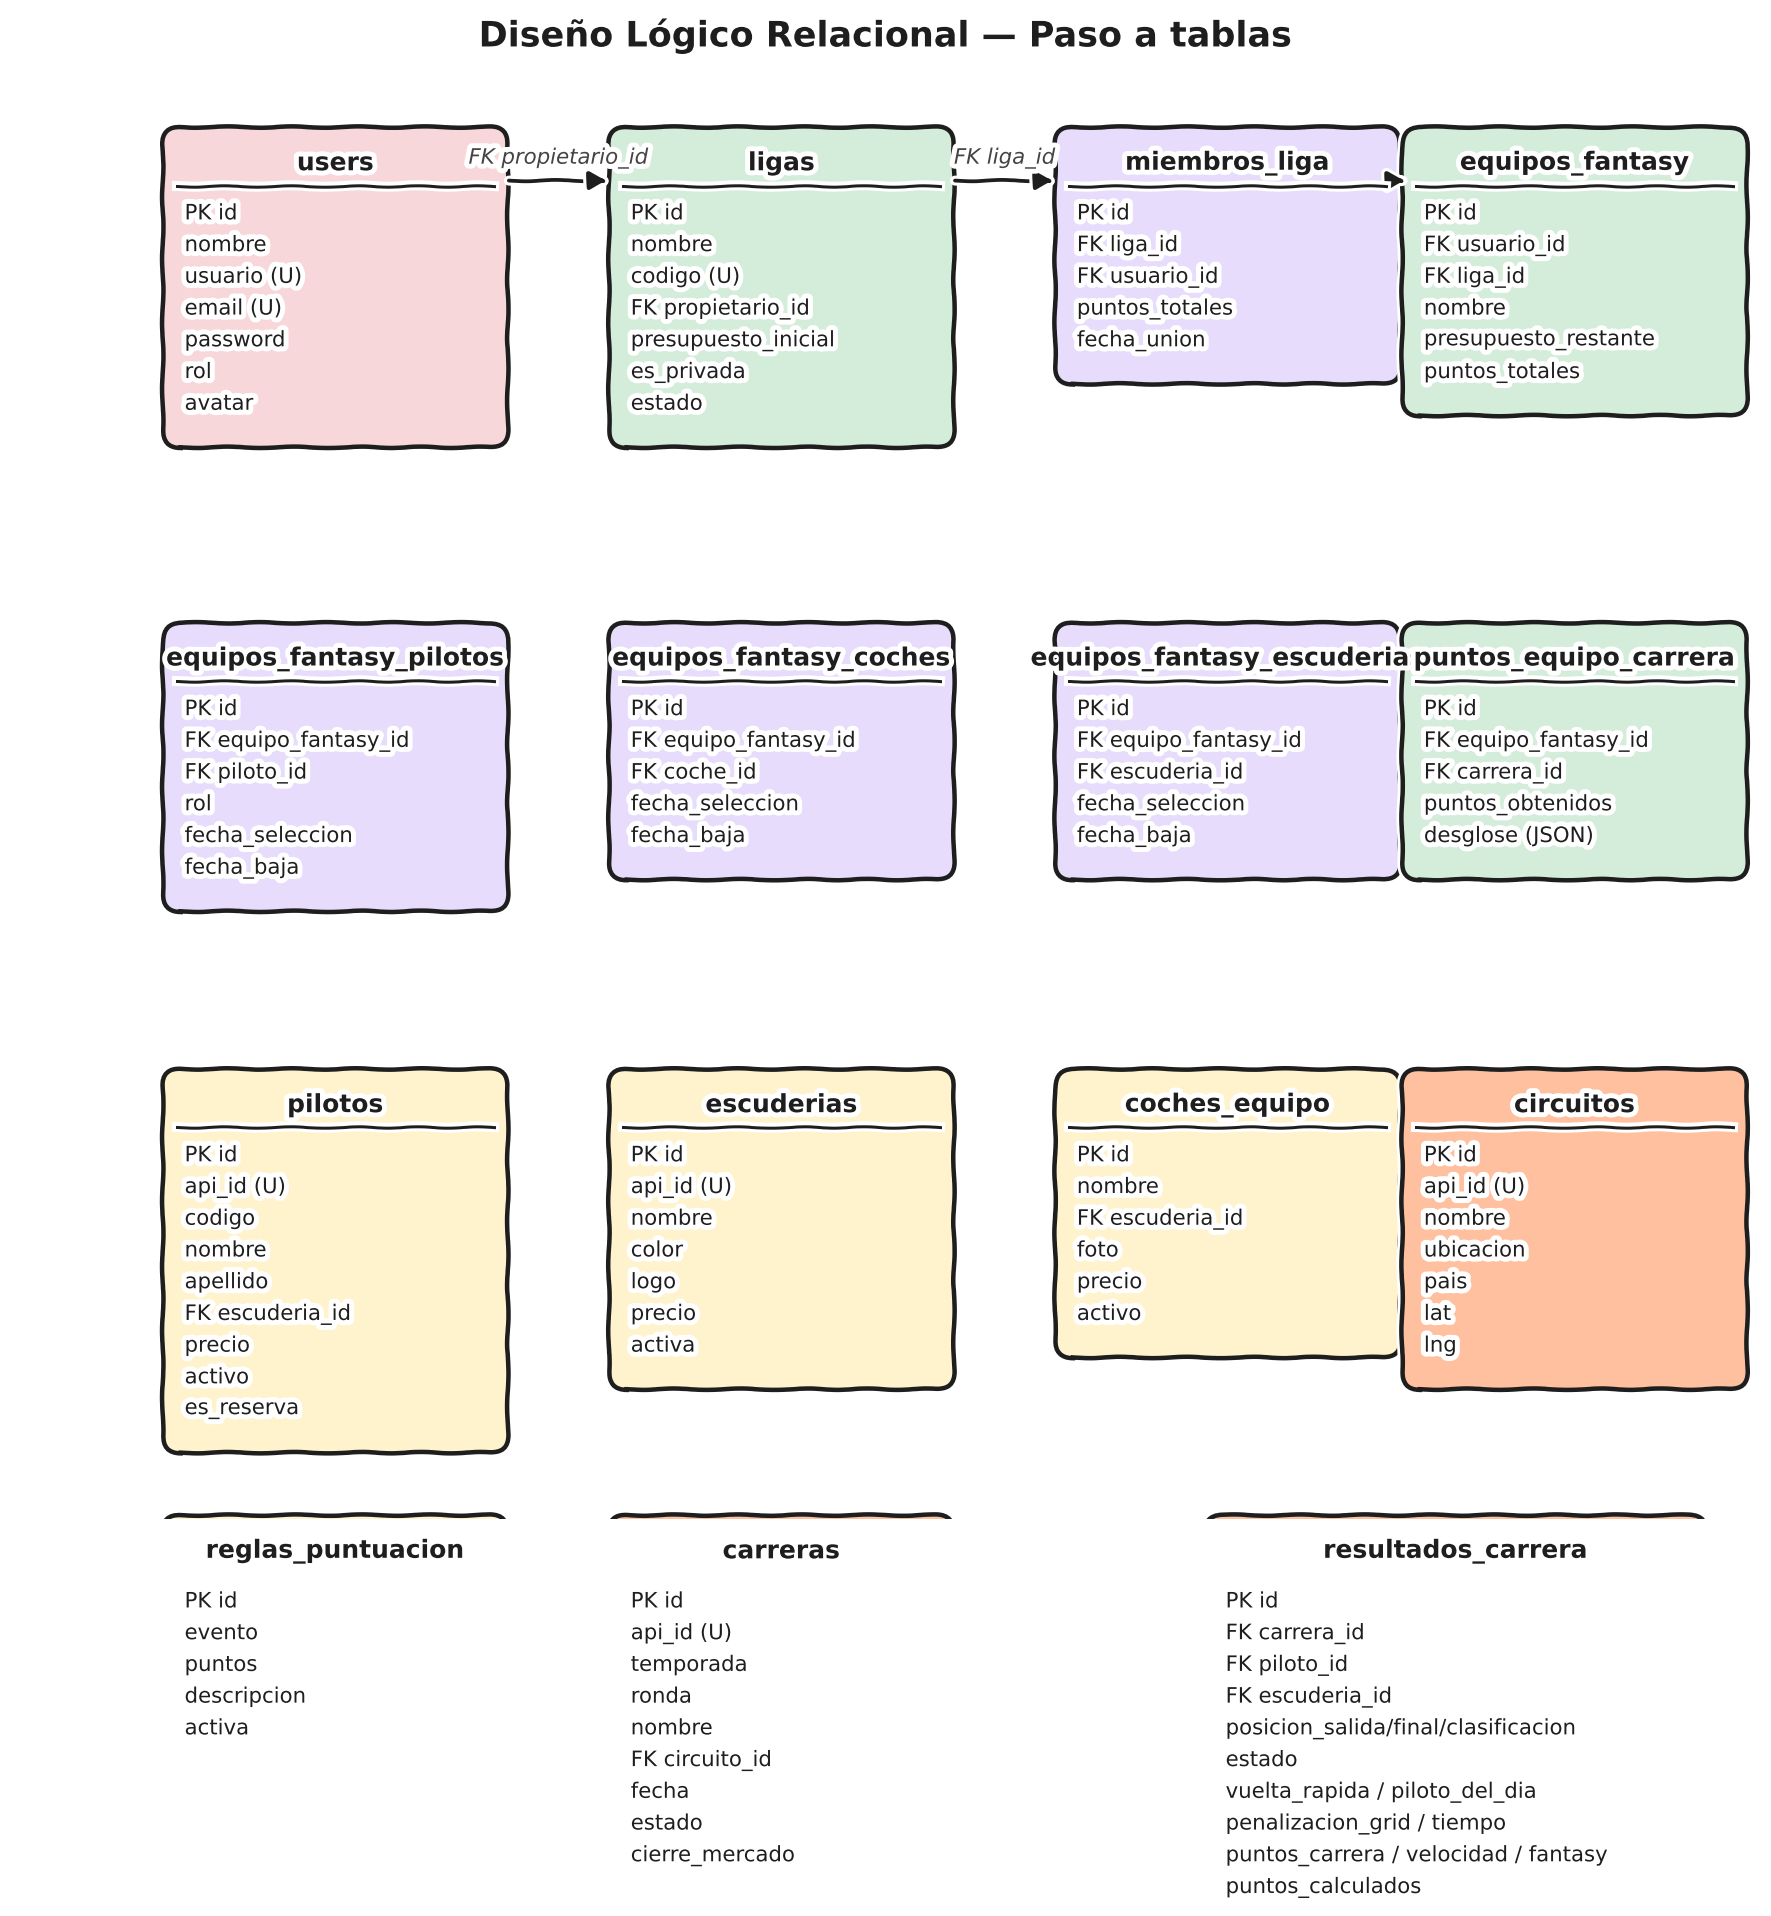 Diseño Lógico Relacional — Paso a tablas
users
PK id
nombre
usuario (U)
email (U)
password
rol
avatar
FK propietario_id
ligas
PK id
nombre
codigo (U)
FK propietario_id
presupuesto_inicial
es_privada
estado
FK liga_id
miembros_liga
PK id
FK liga_id
FK usuario_id
puntos_totales
fecha_union
equipos_fantasy
PK id
FK usuario_id
FK liga_id
nombre
presupuesto_restante
puntos_totales
equipos_fantasy_pilotos
PK id
FK equipo_fantasy_id
FK piloto_id
rol
fecha_seleccion
fecha_baja
equipos_fantasy_coches
PK id
FK equipo_fantasy_id
FK coche_id
fecha_seleccion
fecha_baja
equipos_fantasy_escuderia
PK id
FK equipo_fantasy_id
FK escuderia_id
fecha_seleccion
fecha_baja
puntos_equipo_carrera
PK id
FK equipo_fantasy_id
FK carrera_id
puntos_obtenidos
desglose (JSON)
pilotos
PK id
api_id (U)
codigo
nombre
apellido
FK escuderia_id
precio
activo
es_reserva
escuderias
PK id
api_id (U)
nombre
color
logo
precio
activa
coches_equipo
PK id
nombre
FK escuderia_id
foto
precio
activo
circuitos
PK id
api_id (U)
nombre
ubicacion
pais
lat
lng
reglas_puntuacion
PK id
evento
puntos
descripcion
activa
carreras
PK id
api_id (U)
temporada
ronda
nombre
FK circuito_id
fecha
estado
cierre_mercado
resultados_carrera
PK id
FK carrera_id
FK piloto_id
FK escuderia_id
posicion_salida/final/clasificacion
estado
vuelta_rapida / piloto_del_dia
penalizacion_grid / tiempo
puntos_carrera / velocidad / fantasy
puntos_calculados